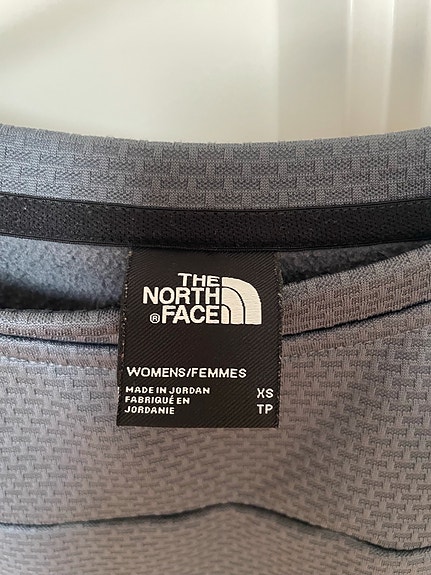 THE
NORTH
® FACE
WOMENS/FEMMES
MADE IN JORDAN XS
FABRIQUÉ EN
JORDANIE TP